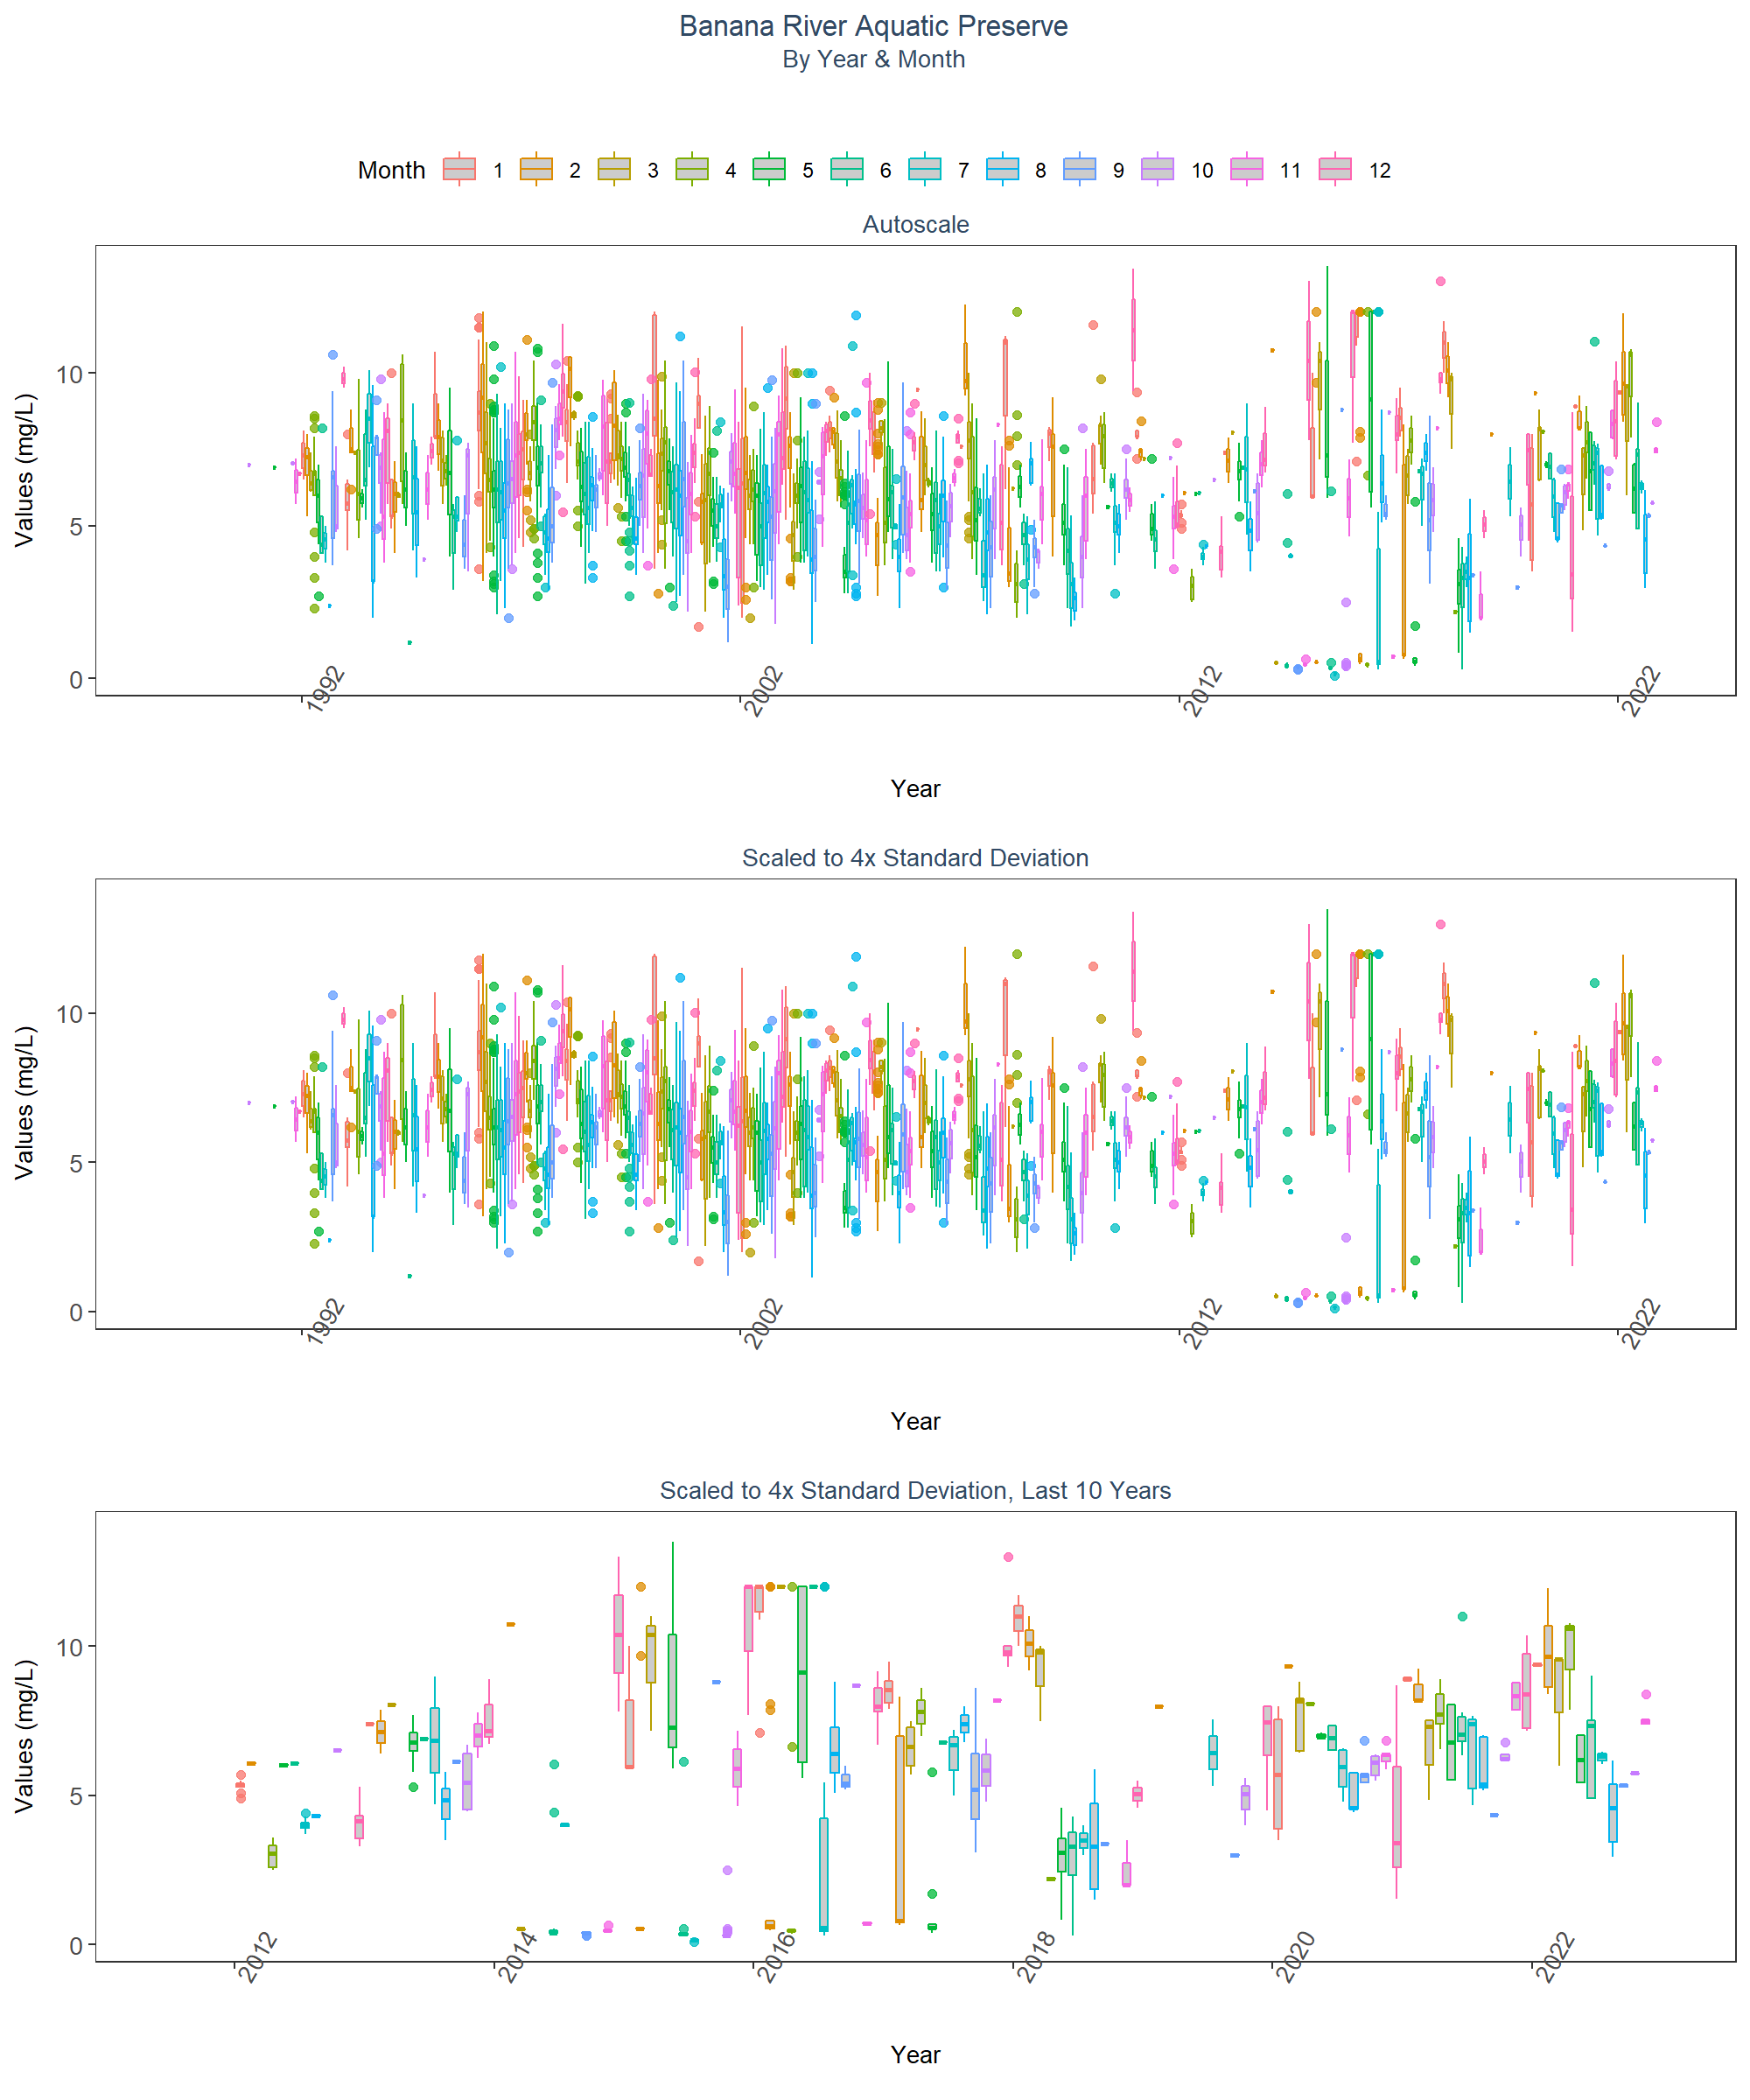 Banana River Aquatic Preserve
By Year & Month
Month 1 2 3 4 5 6 7 8 9 10 11 12
Autoscale
Values (mg/L)
10
5
0
1992 2002 2012 2022
Year
Scaled to 4x Standard Deviation
Values (mg/L)
10
5
0
1992 2002 2012 2022
Year
Scaled to 4x Standard Deviation, Last 10 Years
Values (mg/L)
10
5
0
2012 2014 2016 2018 2020 2022
Year